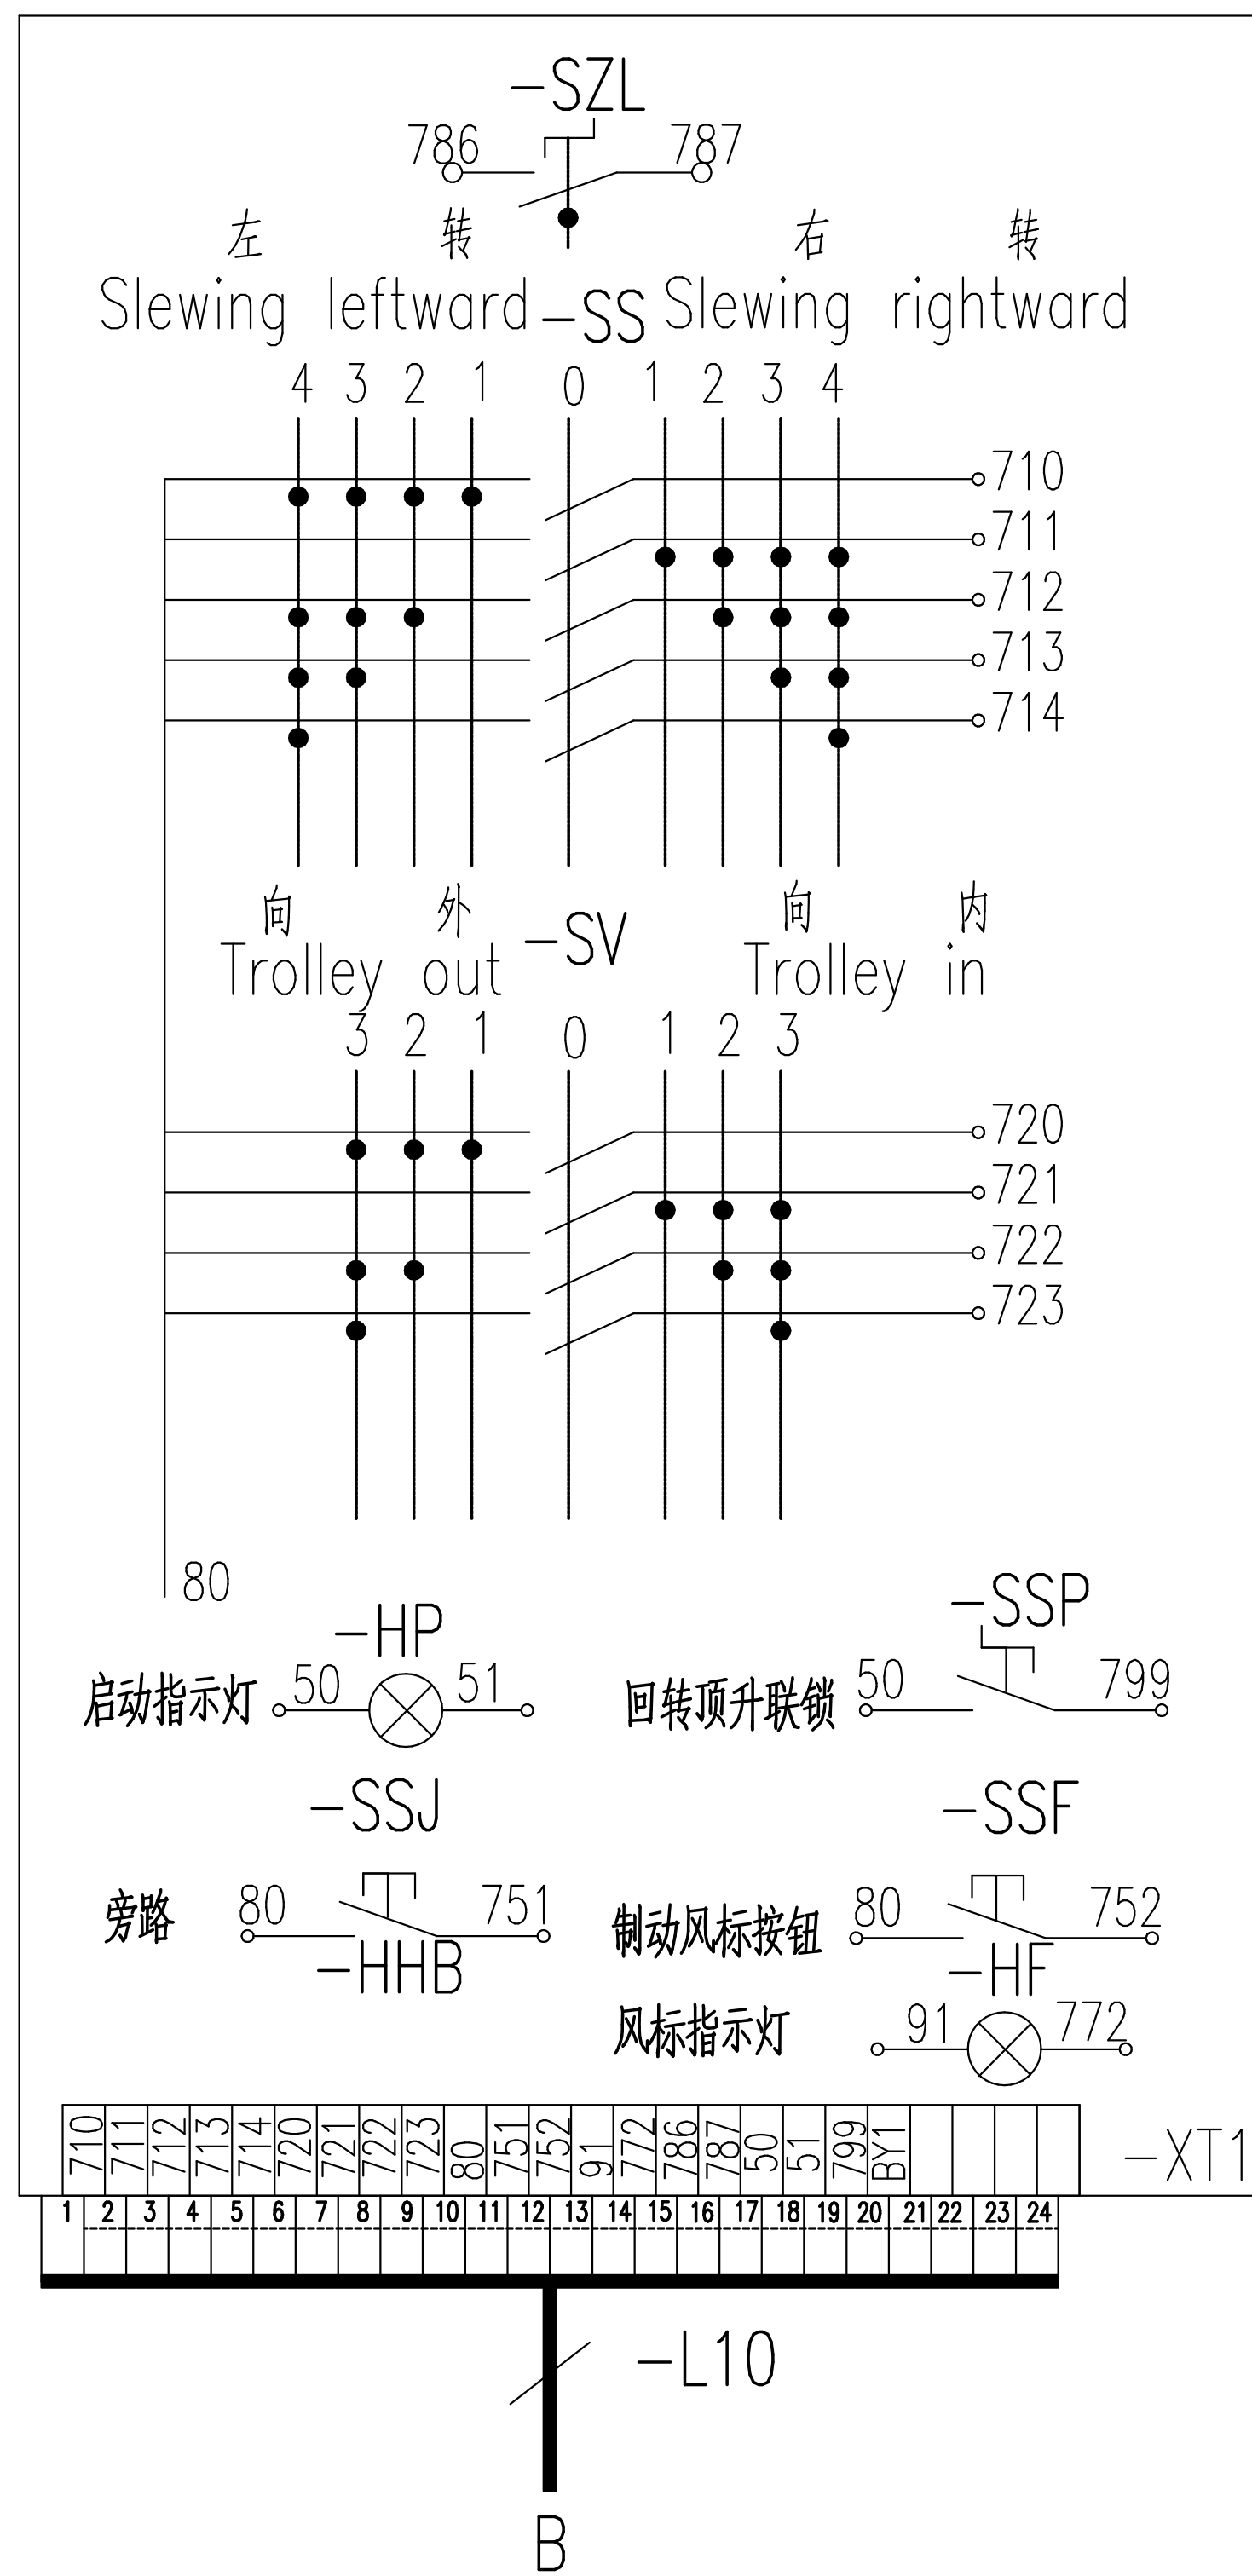 -SZL
786 787
左 转 右 转
Slewing leftward -SS Slewing rightward
4 3 2 1 0 1 2 3 4
710
711
712
713
714
向 外 -SV 向 内
Trolley out Trolley in
3 2 1 0 1 2 3
720
721
722
723
80
-HP -SSP
启动指示灯 50 51 回转顶升联锁 50 799
-SSJ -SSF
旁路 80 751 制动风标按钮 80 752
-HHB -HF
风标指示灯 91 772
710 711 712 713 714 720 721 722 723 80 751 752 91 772 786 787 50 51 799 BY1 -XT1
1 2 3 4 5 6 7 8 9 10 11 12 13 14 15 16 17 18 19 20 21 22 23 24
-L10
B